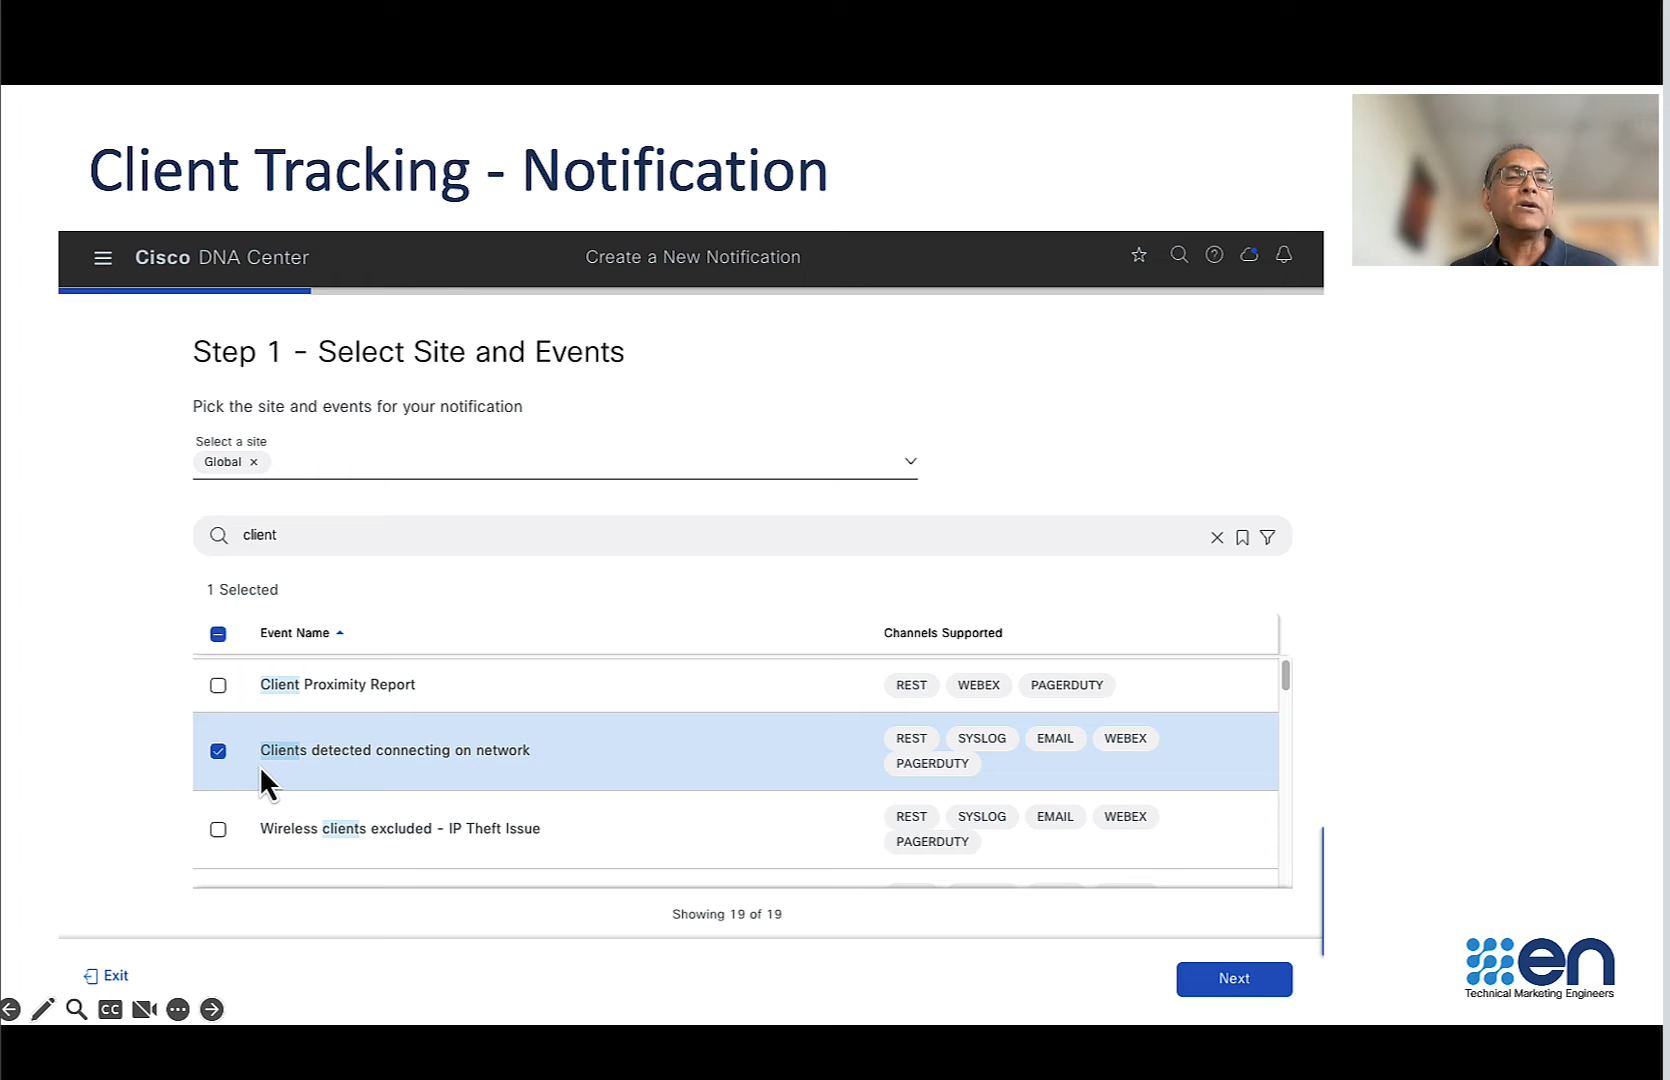 Client Tracking - Notification
Cisco DNA Center
Create a New Notification
Step 1 - Select Site and Events
Pick the site and events for your notification
Select a site
Global ×
client
1 Selected
Event Name
Channels Supported
Client Proximity Report
REST WEBEX PAGERDUTY
Clients detected connecting on network
REST SYSLOG EMAIL WEBEX
PAGERDUTY
Wireless clients excluded - IP Theft Issue
REST SYSLOG EMAIL WEBEX
PAGERDUTY
Showing 19 of 19
Exit
Next
CC
en
Technical Marketing Engineers